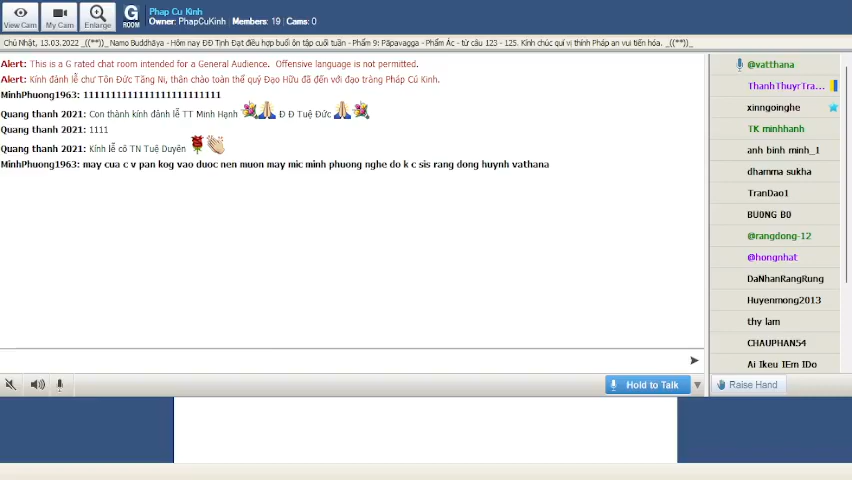 View Cam
My Cam
Enlarge
G
ROOM
Phap Cu Kinh
Owner: PhapCuKinh Members: 19 | Cams: 0
Chủ Nhật, 13.03.2022 _((**)_ Namo Buddhāya - Hôm nay ĐĐ Tịnh Đạt điều hợp buổi ôn tập cuối tuần - Phẩm 9: Pāpavagga - Phẩm Ác - từ câu 123 - 125. Kính chúc quí vị thính Pháp an vui tiến hóa. _((**)_
Alert: This is a G rated chat room intended for a General Audience. Offensive language is not permitted.
Alert: Kính đảnh lễ chư Tôn Đức Tăng Ni, thân chào toàn thể quý Đạo Hữu đã đến với đạo tràng Pháp Cú Kinh.
MinhPhuong1963: 1111111111111111111111111
Quang thanh 2021: Con thành kính đảnh lễ TT Minh Hạnh Đ Đ Tuệ Đức
Quang thanh 2021: 1111
Quang thanh 2021: Kính lễ cô TN Tuệ Duyên
MinhPhuong1963: may cua c v pan kog vao duoc nen muon may mic minh phuong nghe do k c sis rang dong huynh vathana
@vatthana
ThanhThuyrTra...
xinngoinghe
TK minhhanh
anh binh minh_1
dhamma sukha
TranDao1
BU0NG B0
@rangdong-12
@hongnhat
DaNhanRangRung
Huyenmong2013
thy lam
CHAUPHAN54
Ai Ikeu IEm IDo
Hold to Talk
Raise Hand